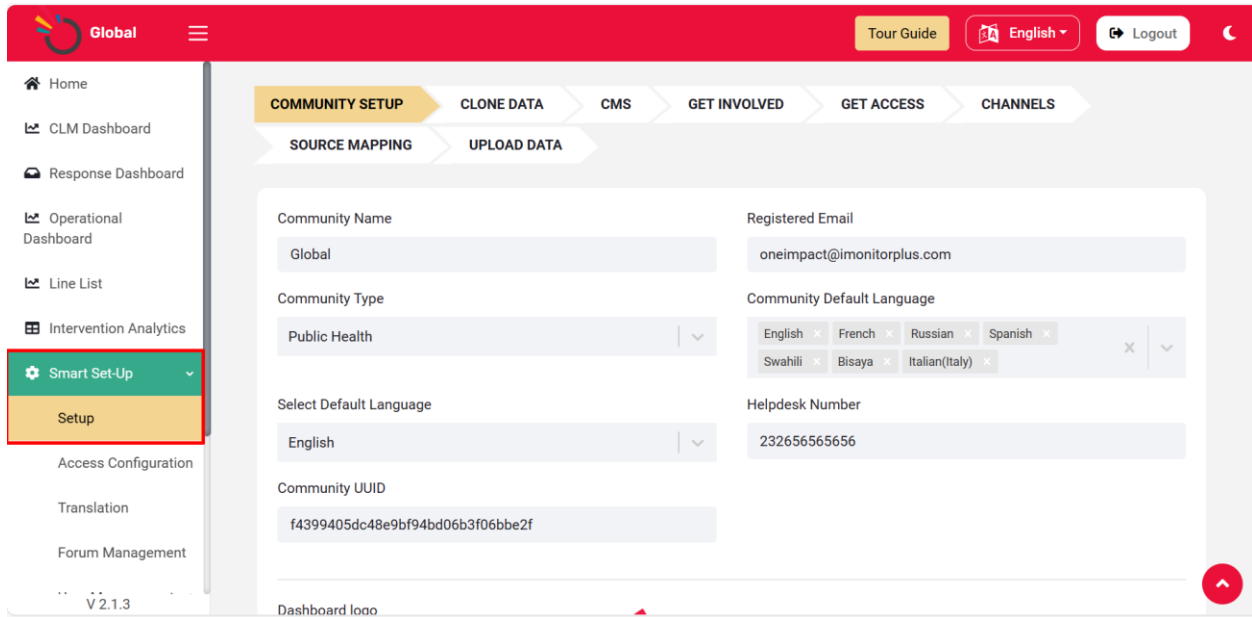 Global
Tour Guide
English
Logout
Home
CLM Dashboard
Response Dashboard
Operational
Dashboard
Line List
Intervention Analytics
Smart Set-Up
Setup
Access Configuration
Translation
Forum Management
V 2.1.3
COMMUNITY SETUP
CLONE DATA
CMS
GET INVOLVED
GET ACCESS
CHANNELS
SOURCE MAPPING
UPLOAD DATA
Community Name
Global
Registered Email
oneimpact@imonitorplus.com
Community Type
Public Health
Community Default Language
English × French × Russian × Spanish ×
Swahili × Bisaya × Italian(Italy) ×
Select Default Language
English
Helpdesk Number
232656565656
Community UUID
f4399405dc48e9bf94bd06b3f06bbe2f
Dashboard logo